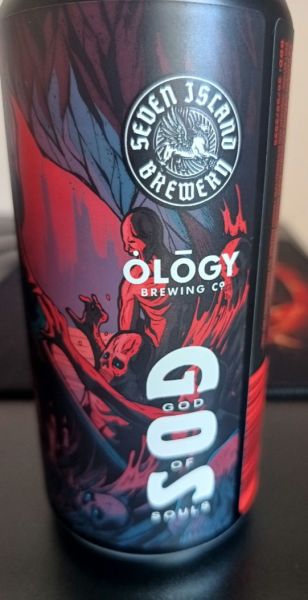 SEVEN ISLAND
BREWERY
ŌLŌGY
BREWING Cº
GOS
GOD
OF
SOULS